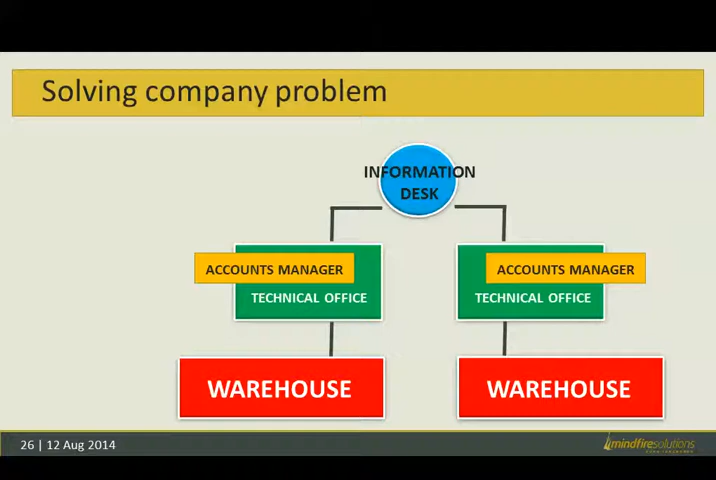 Solving company problem
INFORMATION
DESK
ACCOUNTS MANAGER
TECHNICAL OFFICE
ACCOUNTS MANAGER
TECHNICAL OFFICE
WAREHOUSE
WAREHOUSE
26 | 12 Aug 2014
mindfiresolutions